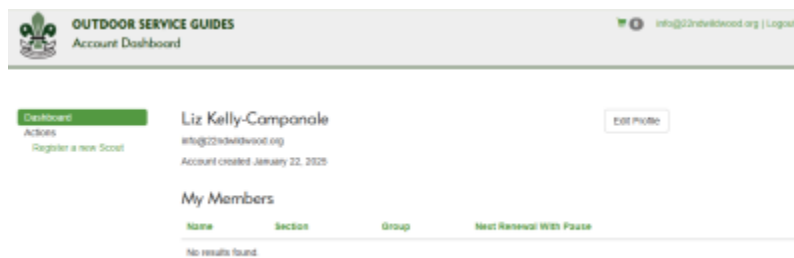 OUTDOOR SERVICE GUIDES
Account Dashboard
0 info@22ndwildwood.org | Logout
Dashboard
Actions
Register a new Scout
Liz Kelly-Campanale
Edit Profile
info@22ndwildwood.org
Account created January 22, 2025
My Members
Name Section Group Next Renewal With Pause
No results found.